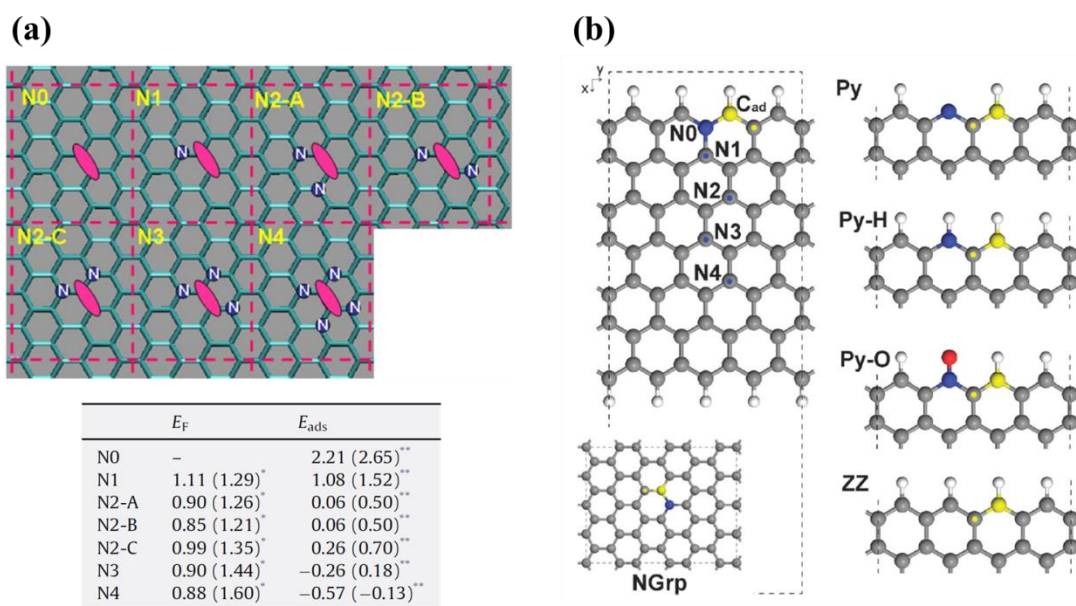 (a)
(b)
N0
N1
N2-A
N2-B
N
N
N
N
N
N2-C
N3
N4
N
N
N
N
N
N
N
N
N
E_F E_ads
N0 – 2.21 (2.65)**
N1 1.11 (1.29)* 1.08 (1.52)**
N2-A 0.90 (1.26)* 0.06 (0.50)**
N2-B 0.85 (1.21)* 0.06 (0.50)**
N2-C 0.99 (1.35)* 0.26 (0.70)**
N3 0.90 (1.44)* −0.26 (0.18)**
N4 0.88 (1.60)* −0.57 (−0.13)**
y
x
C_ad
N0
N1
N2
N3
N4
NGrp
Py
Py-H
Py-O
ZZ